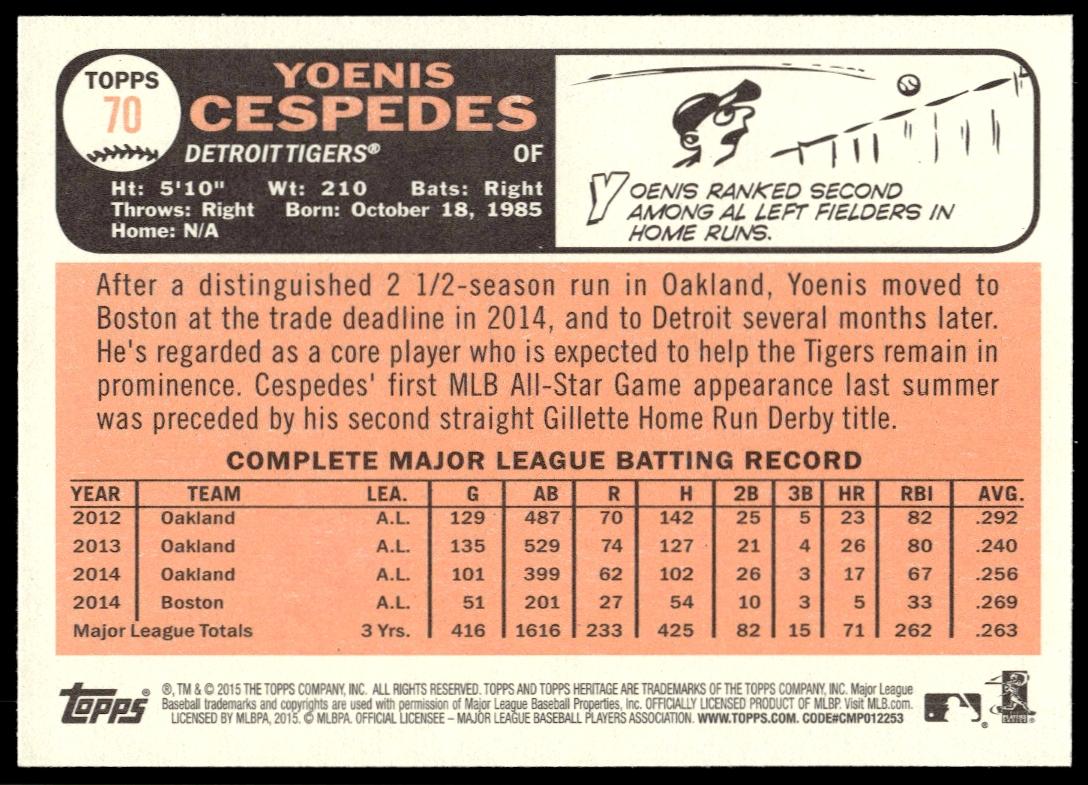 TOPPS
70
YOENIS
CESPEDES
DETROIT TIGERS® OF
Ht: 5'10" Wt: 210 Bats: Right
Throws: Right Born: October 18, 1985
Home: N/A
YOENIS RANKED SECOND
AMONG AL LEFT FIELDERS IN
HOME RUNS.
After a distinguished 2 1/2-season run in Oakland, Yoenis moved to
Boston at the trade deadline in 2014, and to Detroit several months later.
He's regarded as a core player who is expected to help the Tigers remain in
prominence. Cespedes' first MLB All-Star Game appearance last summer
was preceded by his second straight Gillette Home Run Derby title.
COMPLETE MAJOR LEAGUE BATTING RECORD
YEAR TEAM LEA. G AB R H 2B 3B HR RBI AVG.
2012 Oakland A.L. 129 487 70 142 25 5 23 82 .292
2013 Oakland A.L. 135 529 74 127 21 4 26 80 .240
2014 Oakland A.L. 101 399 62 102 26 3 17 67 .256
2014 Boston A.L. 51 201 27 54 10 3 5 33 .269
Major League Totals 3 Yrs. 416 1616 233 425 82 15 71 262 .263
Topps®
®, TM & © 2015 THE TOPPS COMPANY, INC. ALL RIGHTS RESERVED. TOPPS AND TOPPS HERITAGE ARE TRADEMARKS OF THE TOPPS COMPANY, INC. Major League
Baseball trademarks and copyrights are used with permission of Major League Baseball Properties, Inc. OFFICIALLY LICENSED PRODUCT OF MLBP. Visit MLB.com.
LICENSED BY MLBPA, 2015. © MLBPA. OFFICIAL LICENSEE – MAJOR LEAGUE BASEBALL PLAYERS ASSOCIATION. WWW.TOPPS.COM. CODE#CMP012253